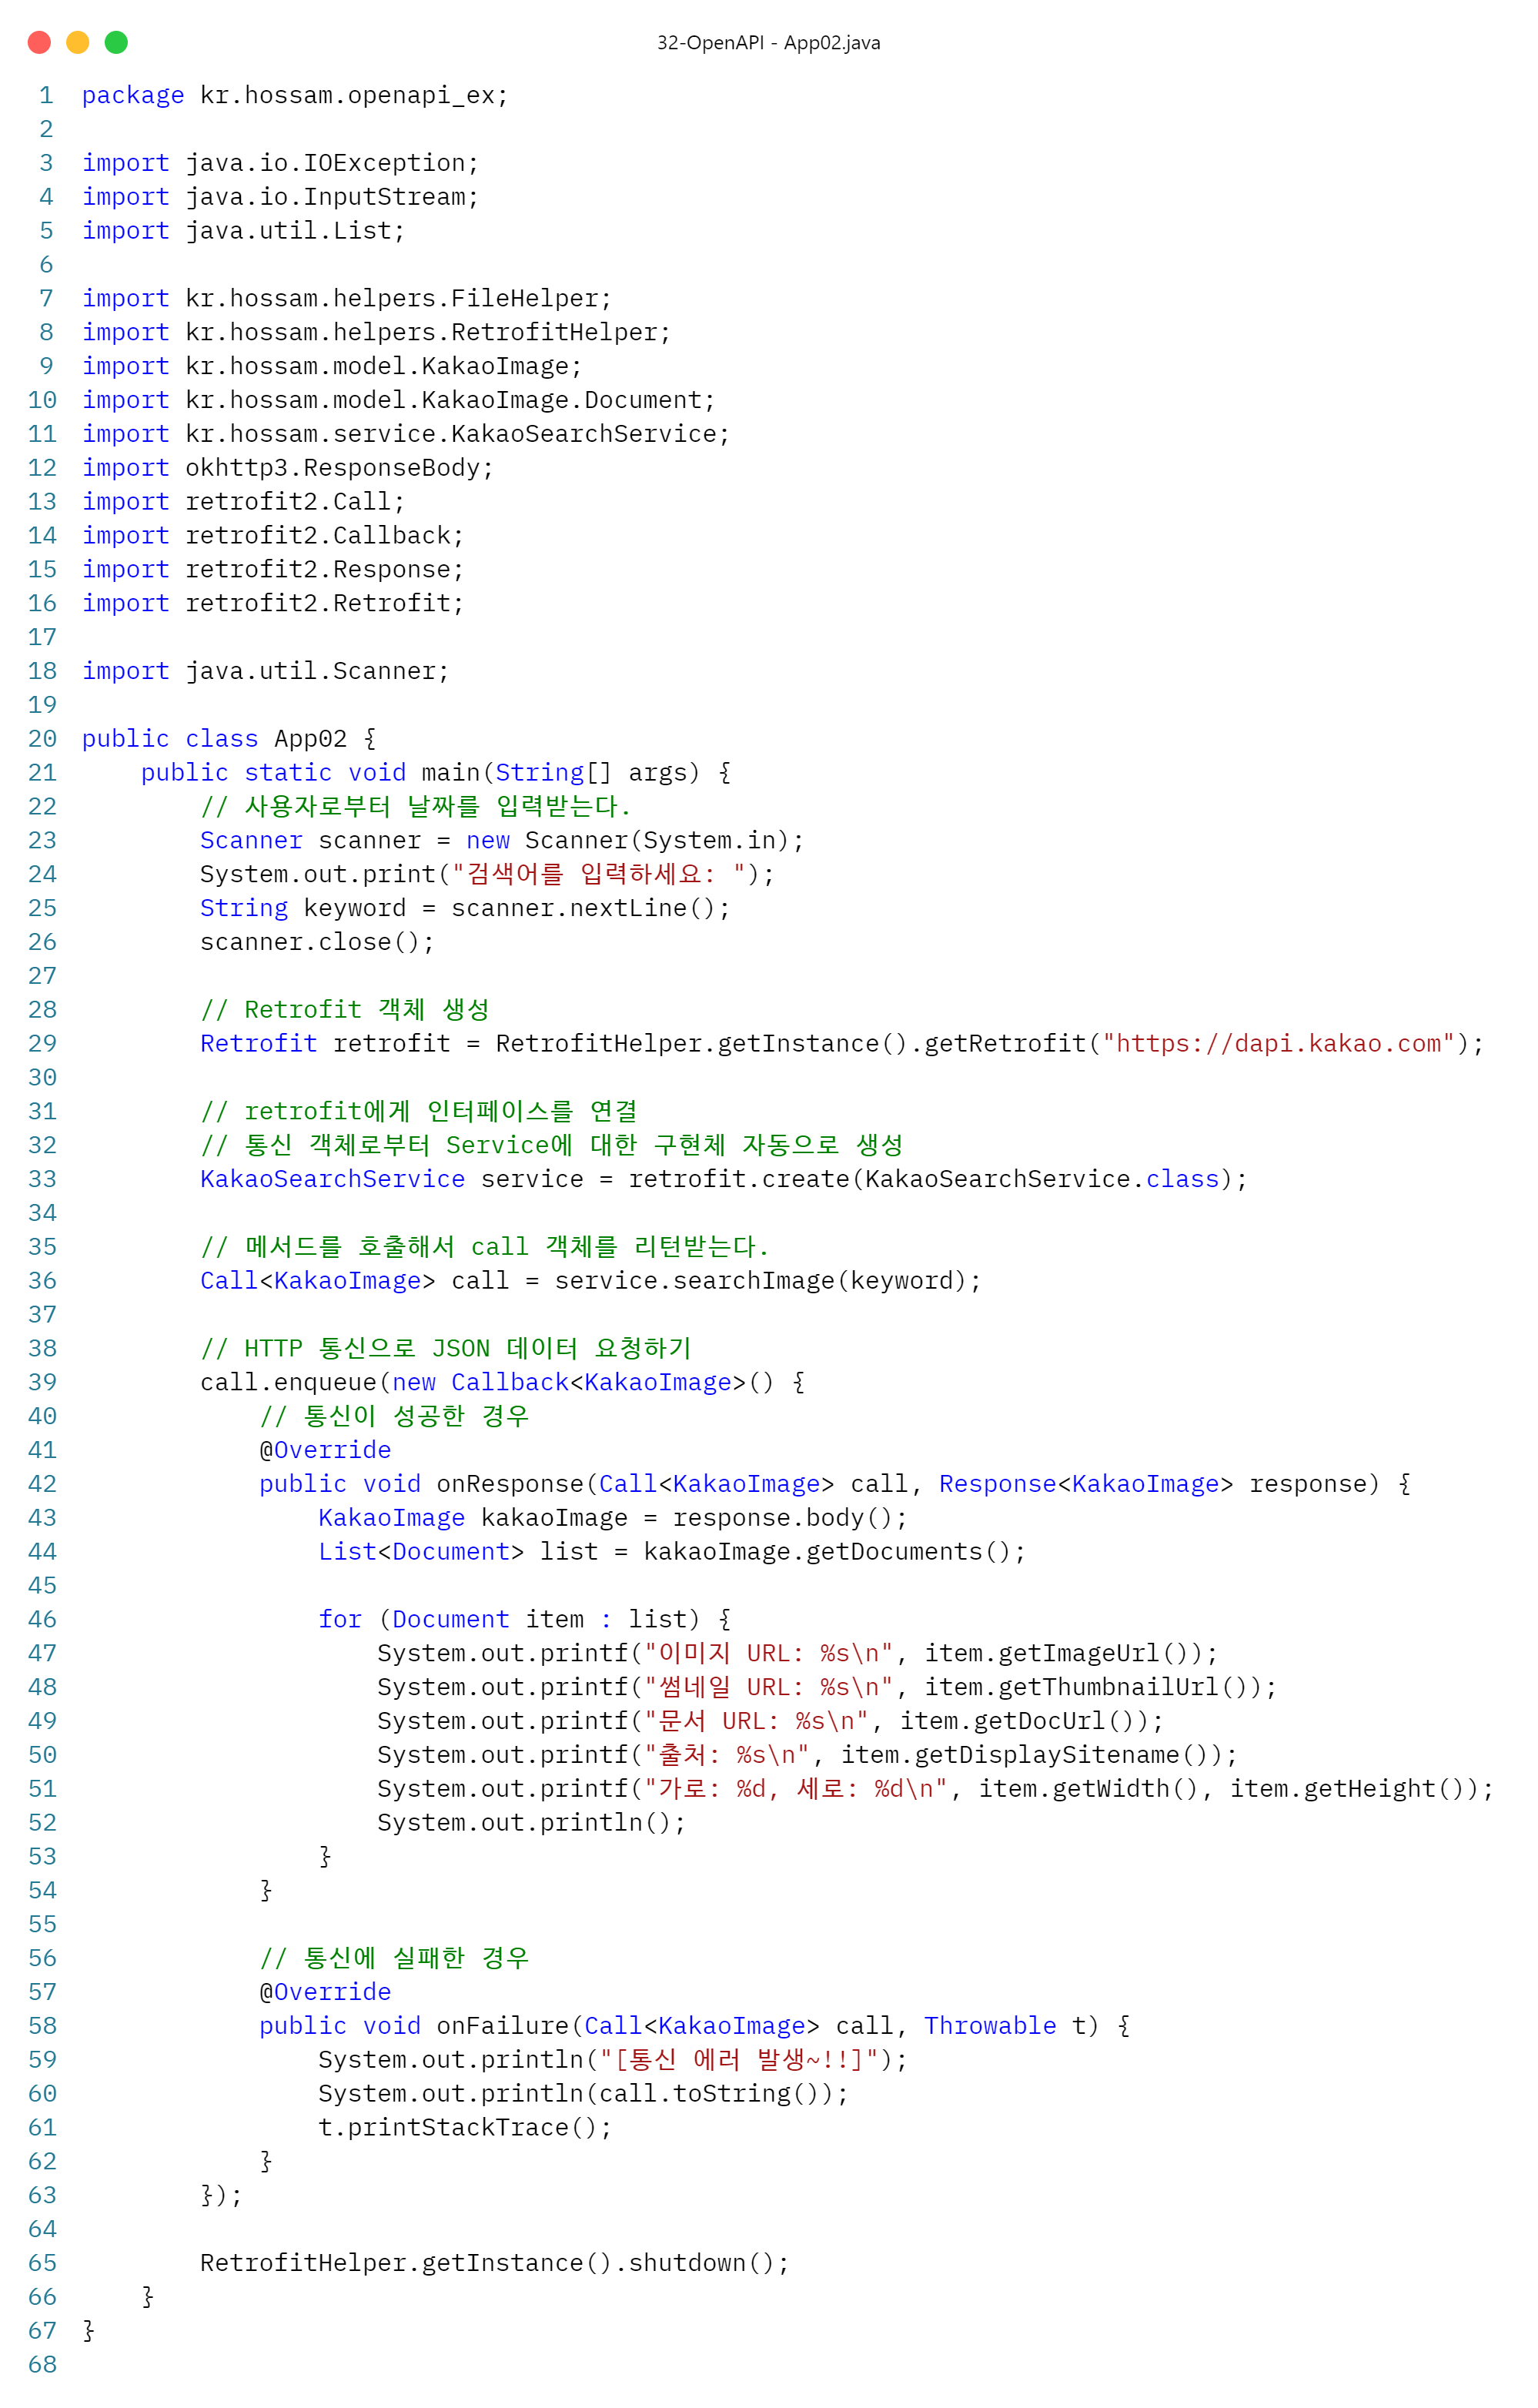 32-OpenAPI - App02.java
1 package kr.hossam.openapi_ex;
2
3 import java.io.IOException;
4 import java.io.InputStream;
5 import java.util.List;
6
7 import kr.hossam.helpers.FileHelper;
8 import kr.hossam.helpers.RetrofitHelper;
9 import kr.hossam.model.KakaoImage;
10 import kr.hossam.model.KakaoImage.Document;
11 import kr.hossam.service.KakaoSearchService;
12 import okhttp3.ResponseBody;
13 import retrofit2.Call;
14 import retrofit2.Callback;
15 import retrofit2.Response;
16 import retrofit2.Retrofit;
17
18 import java.util.Scanner;
19
20 public class App02 {
21     public static void main(String[] args) {
22         // 사용자로부터 날짜를 입력받는다.
23         Scanner scanner = new Scanner(System.in);
24         System.out.print("검색어를 입력하세요: ");
25         String keyword = scanner.nextLine();
26         scanner.close();
27
28         // Retrofit 객체 생성
29         Retrofit retrofit = RetrofitHelper.getInstance().getRetrofit("https://dapi.kakao.com");
30
31         // retrofit에게 인터페이스를 연결
32         // 통신 객체로부터 Service에 대한 구현체 자동으로 생성
33         KakaoSearchService service = retrofit.create(KakaoSearchService.class);
34
35         // 메서드를 호출해서 call 객체를 리턴받는다.
36         Call<KakaoImage> call = service.searchImage(keyword);
37
38         // HTTP 통신으로 JSON 데이터 요청하기
39         call.enqueue(new Callback<KakaoImage>() {
40             // 통신이 성공한 경우
41             @Override
42             public void onResponse(Call<KakaoImage> call, Response<KakaoImage> response) {
43                 KakaoImage kakaoImage = response.body();
44                 List<Document> list = kakaoImage.getDocuments();
45
46                 for (Document item : list) {
47                     System.out.printf("이미지 URL: %s\n", item.getImageUrl());
48                     System.out.printf("썸네일 URL: %s\n", item.getThumbnailUrl());
49                     System.out.printf("문서 URL: %s\n", item.getDocUrl());
50                     System.out.printf("출처: %s\n", item.getDisplaySitename());
51                     System.out.printf("가로: %d, 세로: %d\n", item.getWidth(), item.getHeight());
52                     System.out.println();
53                 }
54             }
55
56             // 통신에 실패한 경우
57             @Override
58             public void onFailure(Call<KakaoImage> call, Throwable t) {
59                 System.out.println("[통신 에러 발생~!!]");
60                 System.out.println(call.toString());
61                 t.printStackTrace();
62             }
63         });
64
65         RetrofitHelper.getInstance().shutdown();
66     }
67 }
68